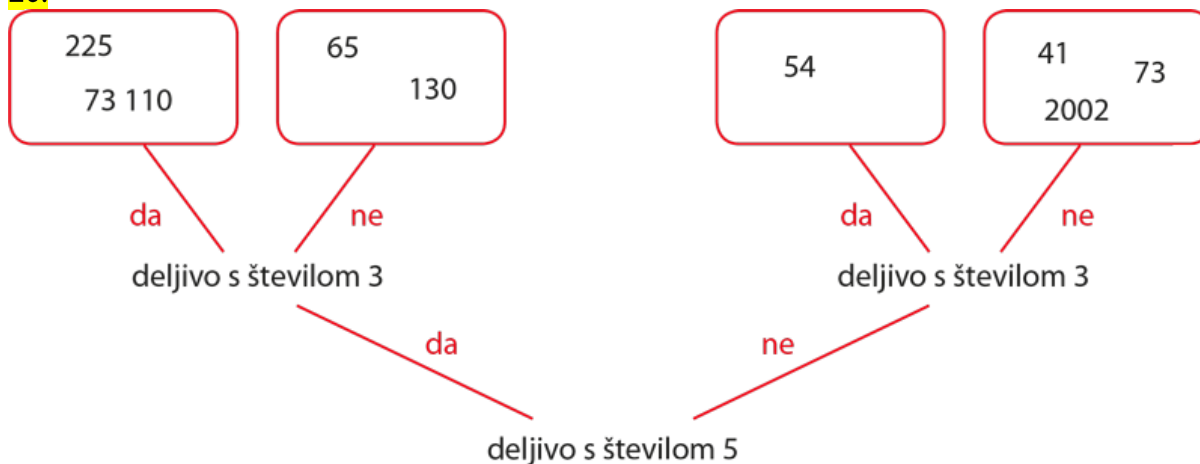 225
73 110
65
130
54
41
73
2002
da
ne
da
ne
deljivo s številom 3
deljivo s številom 3
da
ne
deljivo s številom 5